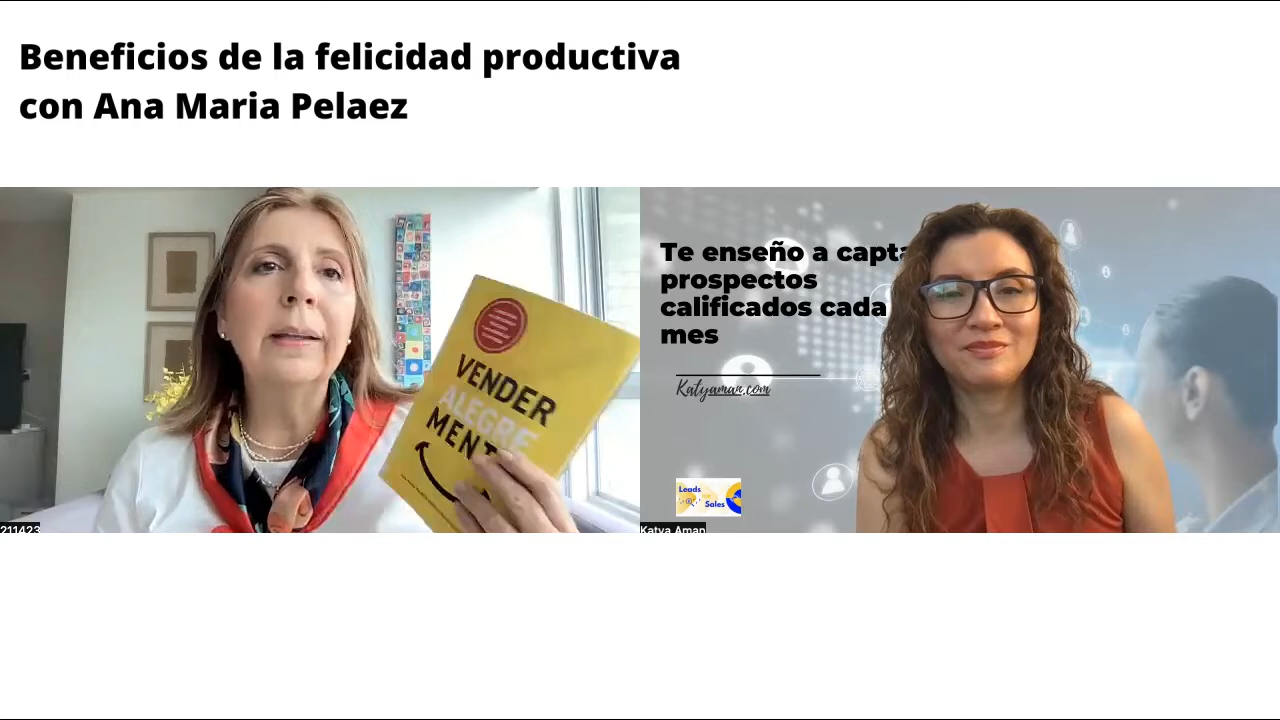 Beneficios de la felicidad productiva
con Ana Maria Pelaez
VENDER
ALEGRE
MENT
Te enseño a capta
prospectos
calificados cada
mes
Katyaman.com
Leads
Sales
211423
Katya Aman